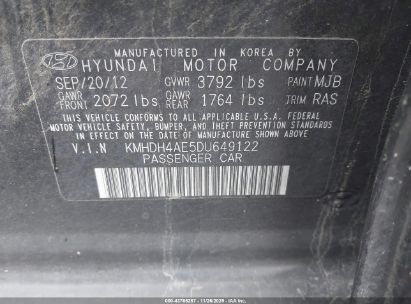 MANUFACTURED IN KOREA BY
HYUNDAI MOTOR COMPANY
SEP/20/12 GVWR 3792 lbs PAINT MJB
GAWR FRONT 2072 lbs GAWR REAR 1764 lbs TRIM RAS
THIS VEHICLE CONFORMS TO ALL APPLICABLE U.S.A. FEDERAL
MOTOR VEHICLE SAFETY, BUMPER, AND THEFT PREVENTION STANDARDS
IN EFFECT ON THE DATE OF MANUFACTURE SHOWN ABOVE.
V.I.N KMHDH4AE5DU649122
PASSENGER CAR